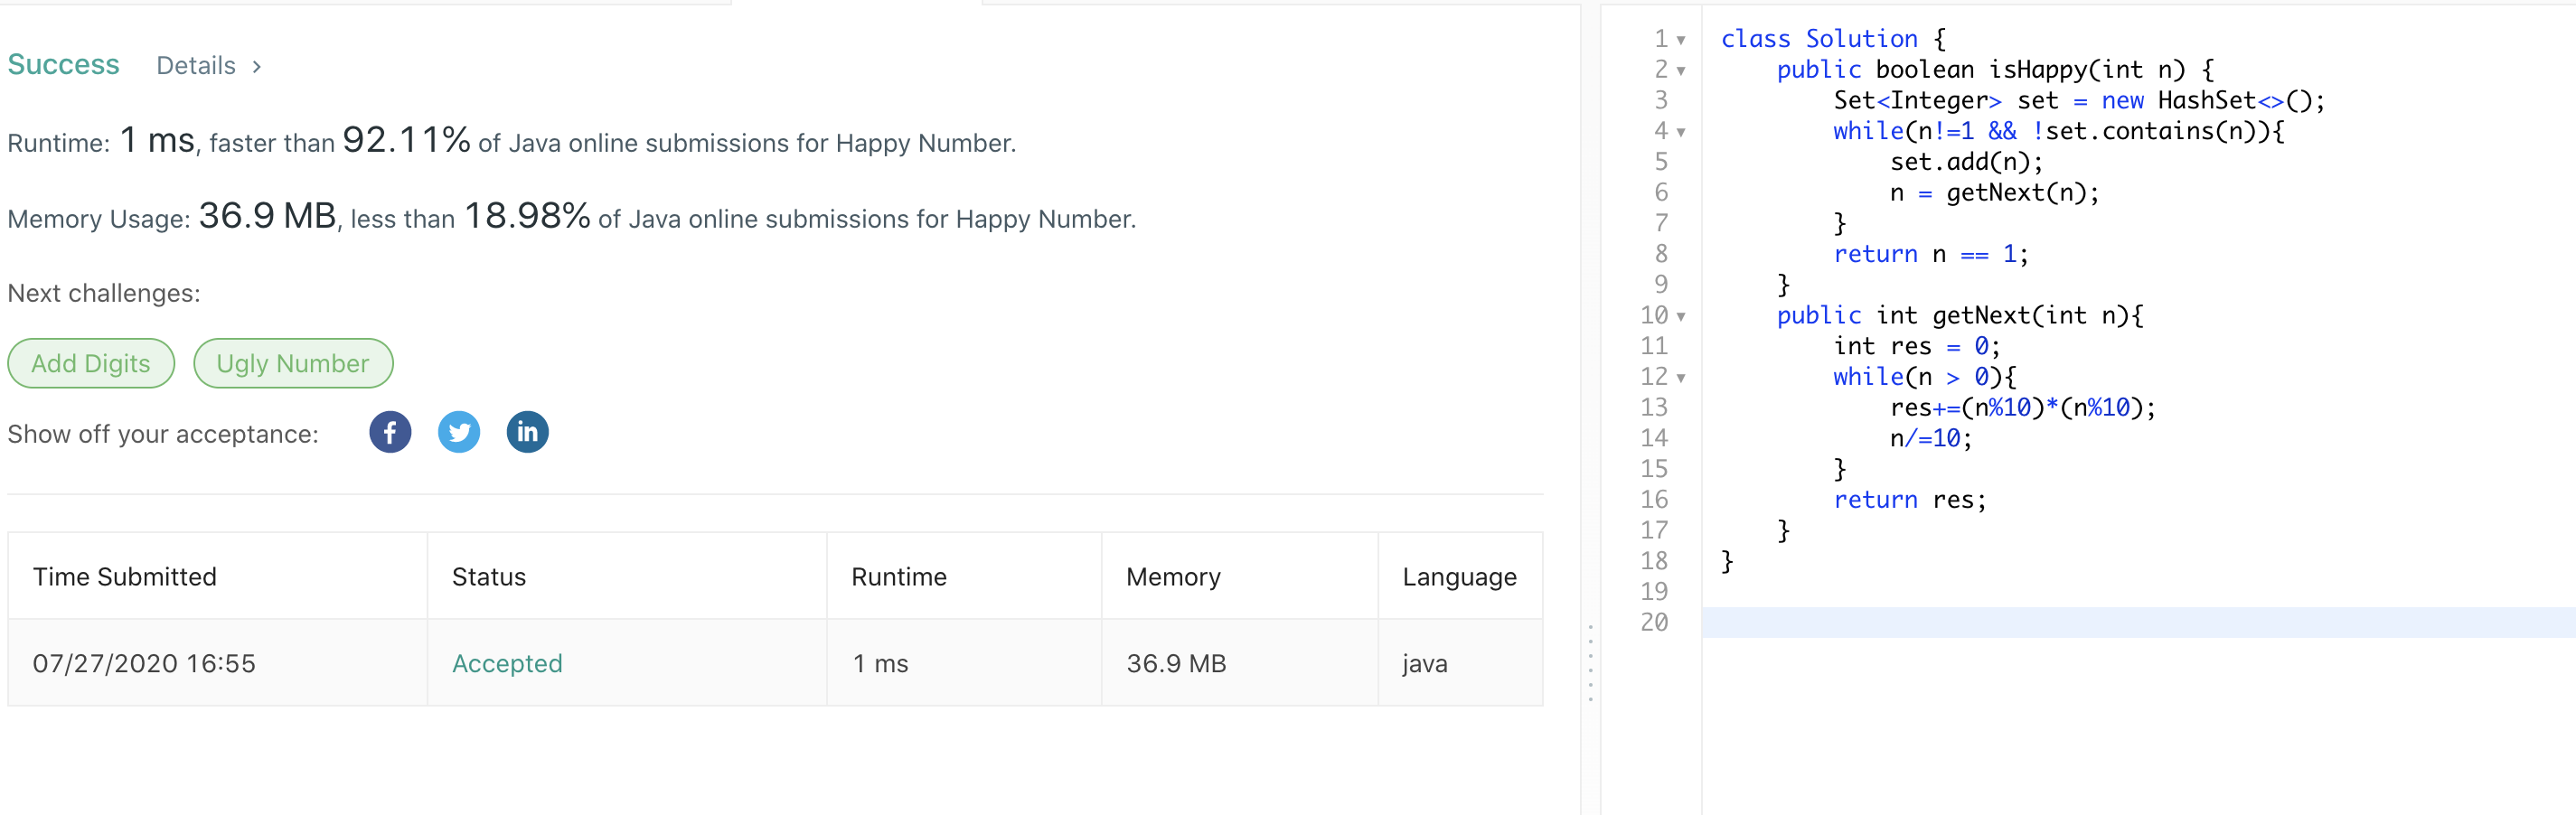 Success Details >
Runtime: 1 ms, faster than 92.11% of Java online submissions for Happy Number.
Memory Usage: 36.9 MB, less than 18.98% of Java online submissions for Happy Number.
Next challenges:
Add Digits Ugly Number
Show off your acceptance: f in
Time Submitted Status Runtime Memory Language
07/27/2020 16:55 Accepted 1 ms 36.9 MB java
1 class Solution {
2     public boolean isHappy(int n) {
3         Set<Integer> set = new HashSet<>();
4         while(n!=1 && !set.contains(n)){
5             set.add(n);
6             n = getNext(n);
7         }
8         return n == 1;
9     }
10     public int getNext(int n){
11         int res = 0;
12         while(n > 0){
13             res+=(n%10)*(n%10);
14             n/=10;
15         }
16         return res;
17     }
18 }
19
20